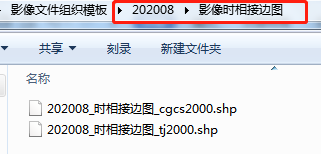 影像文件组织模板 ▶ 202008 ▶ 影像时相接边图
共享 ▼ 刻录 新建文件夹
名称
202008_时相接边图_cgcs2000.shp
202008_时相接边图_tj2000.shp